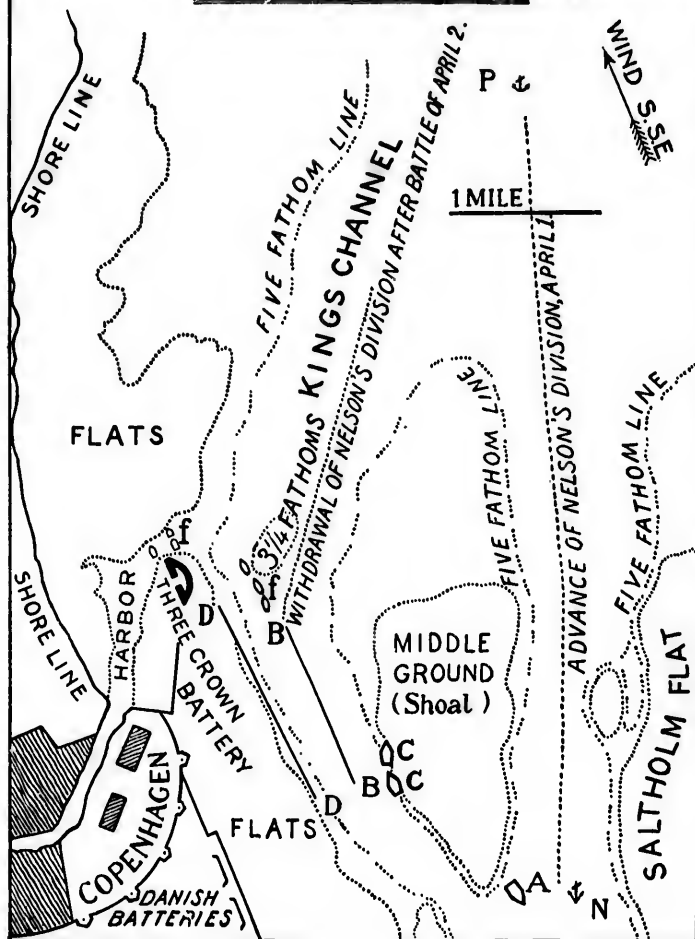 WIND S.SE
P
SHORE LINE
FIVE FATHOM LINE
KINGS CHANNEL
WITHDRAWAL OF NELSON'S DIVISION AFTER BATTLE OF APRIL 2.
1 MILE
ADVANCE OF NELSON'S DIVISION, APRIL 1.
FLATS
FIVE FATHOM LINE
FIVE FATHOM LINE
3 1/4 FATHOMS
f
f
D
B
HARBOR
THREE CROWN
BATTERY
SHORE LINE
MIDDLE
GROUND
(Shoal)
SALTHOLM FLAT
C
B C
D
FLATS
COPENHAGEN
DANISH
BATTERIES
A
N